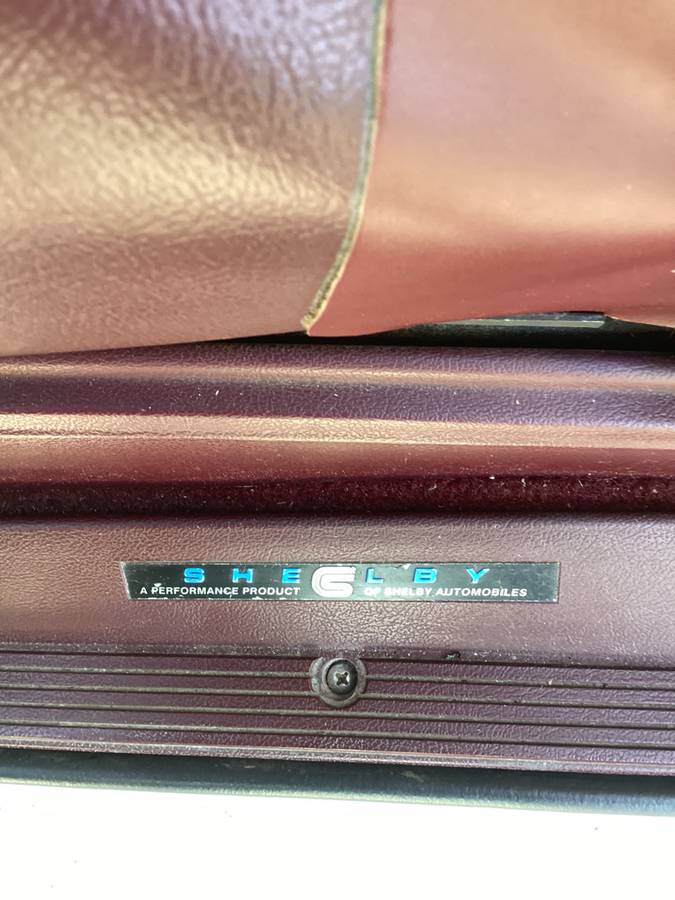 SHELBY
A PERFORMANCE PRODUCT OF SHELBY AUTOMOBILES